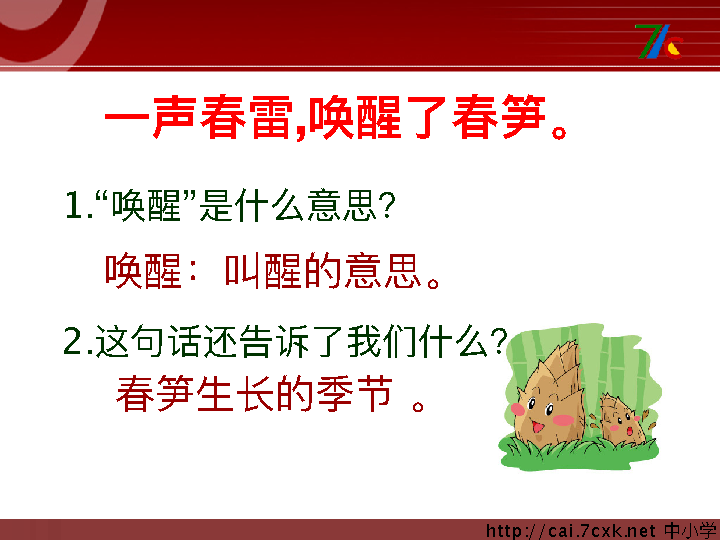 一声春雷,唤醒了春笋。
1.“唤醒”是什么意思?
唤醒：叫醒的意思。
2.这句话还告诉了我们什么?
春笋生长的季节 。
http://cai.7cxk.net 中小学